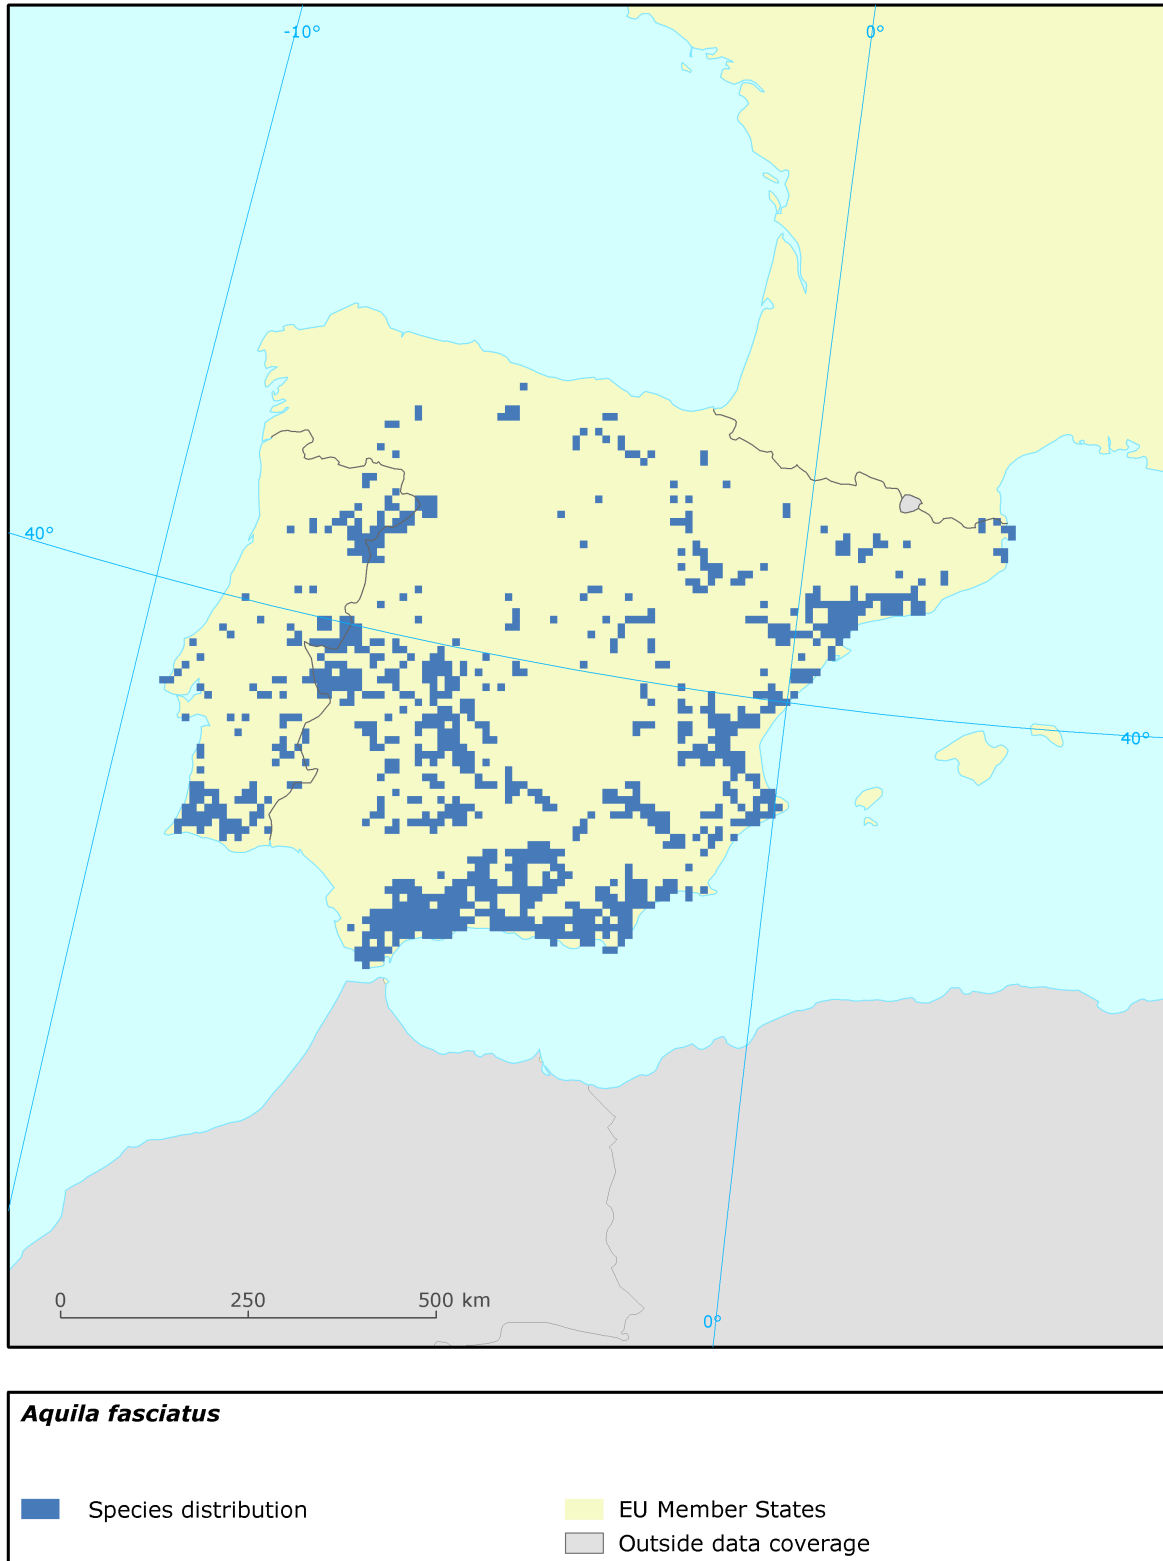 -10°
0°
40°
40°
0 250 500 km
0°
Aquila fasciatus
Species distribution
EU Member States
Outside data coverage